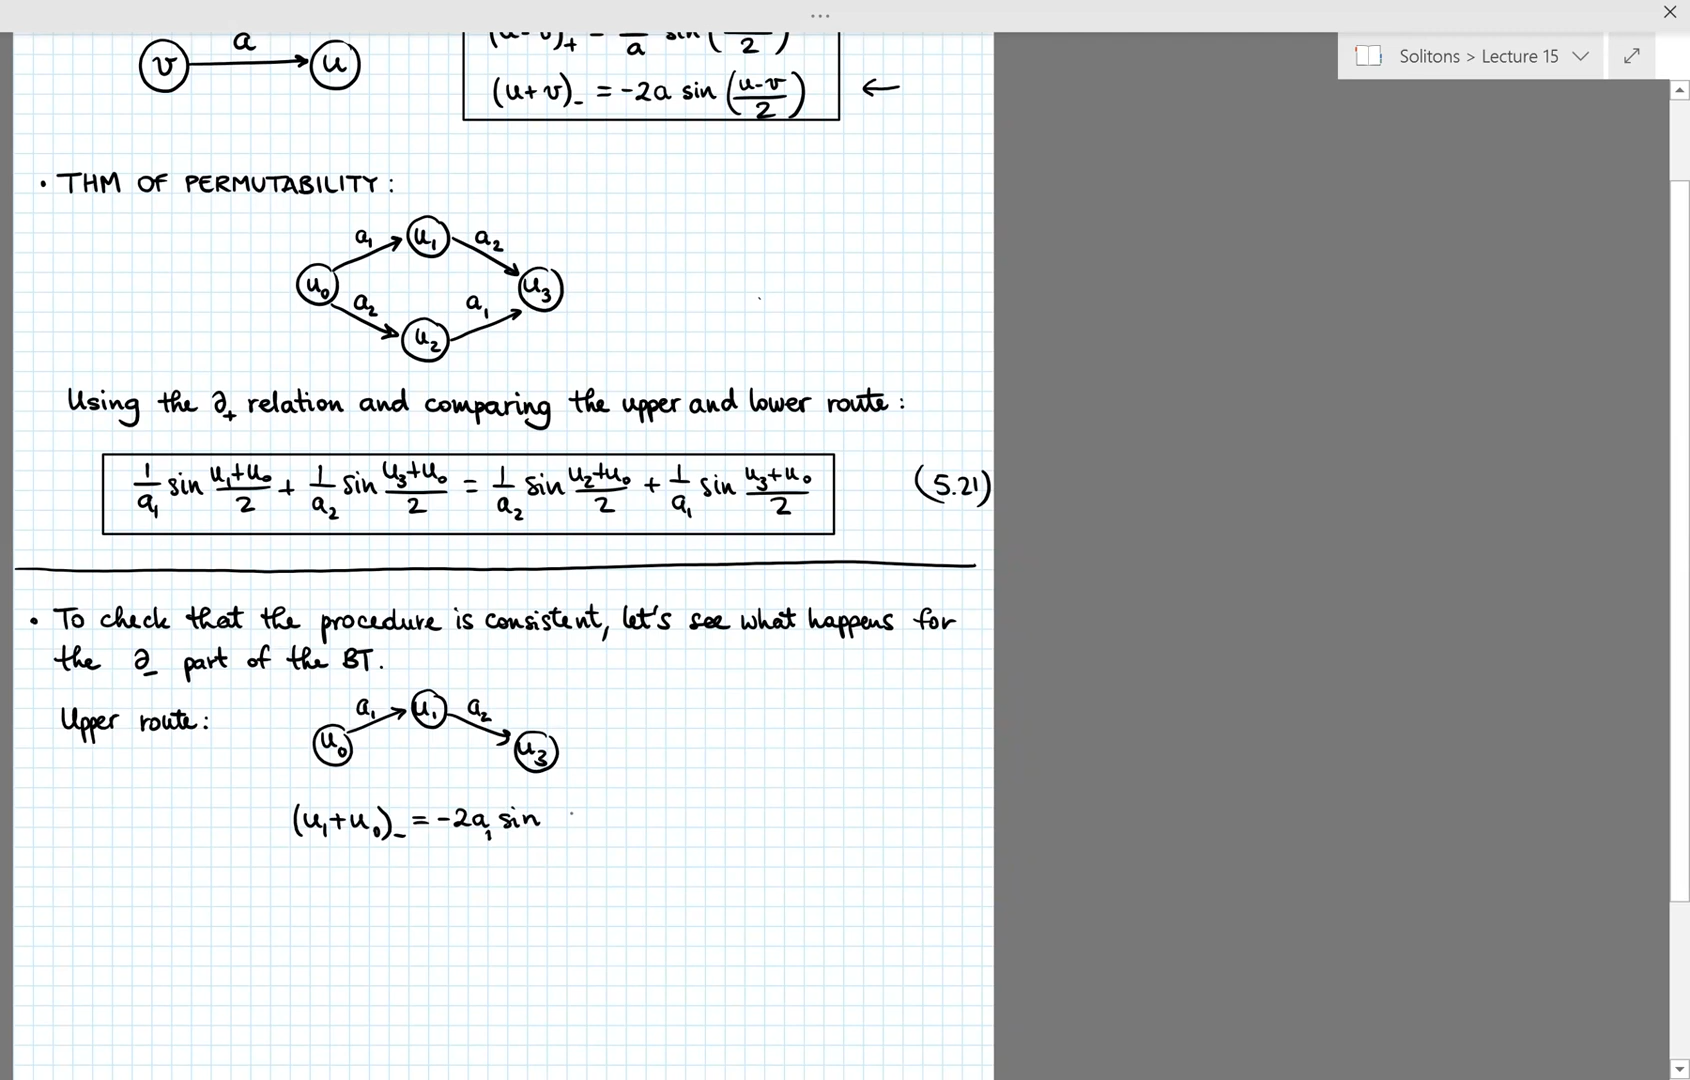 Solitons > Lecture 15
a
v u
(u-v)₊ = 2/a sin(u+v/2)
(u+v)₋ = -2a sin(u-v/2) ←
• THM OF PERMUTABILITY:
a₁ u₁ a₂
u₀ u₃
a₂ u₂ a₁
Using the ∂₊ relation and comparing the upper and lower route:
1/a₁ sin u₁+u₀/2 + 1/a₂ sin u₃+u₀/2 = 1/a₂ sin u₂+u₀/2 + 1/a₁ sin u₃+u₀/2 (5.21)
• To check that the procedure is consistent, let's see what happens for
the ∂₋ part of the BT.
Upper route: u₀ a₁ u₁ a₂ u₃
(u₁+u₀)₋ = -2a₁ sin